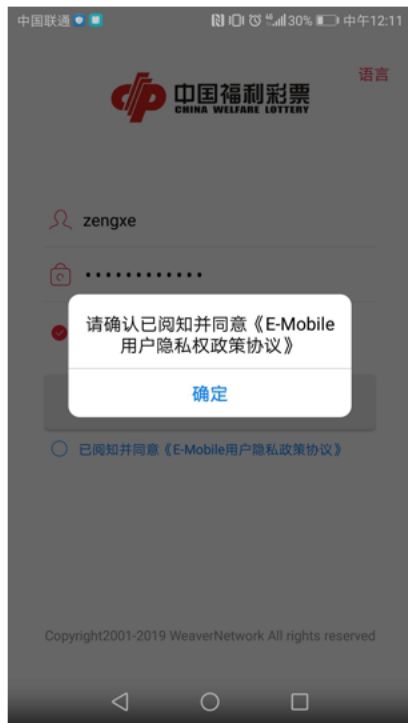 中国联通 30% 中午12:11
语言
中国福利彩票
CHINA WELFARE LOTTERY
zengxe
••••••••••••
请确认已阅知并同意《E-Mobile
用户隐私权政策协议》
确定
已阅知并同意《E-Mobile用户隐私政策协议》
Copyright2001-2019 WeaverNetwork All rights reserved